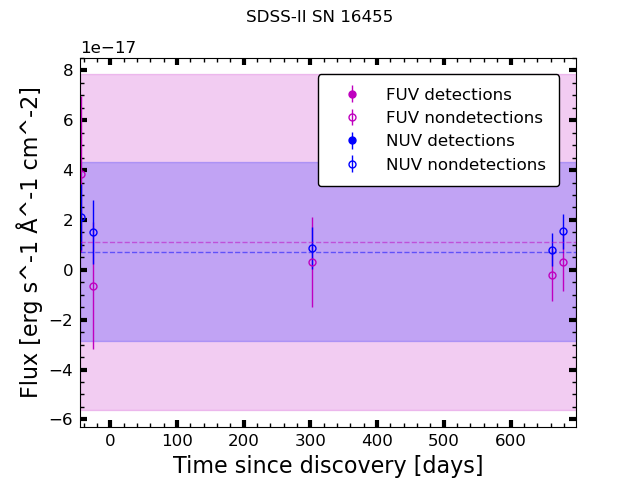 SDSS-II SN 16455
1e−17
8
6
4
2
0
−2
−4
−6
Flux [erg s^-1 Å^-1 cm^-2]
FUV detections
FUV nondetections
NUV detections
NUV nondetections
0 100 200 300 400 500 600
Time since discovery [days]